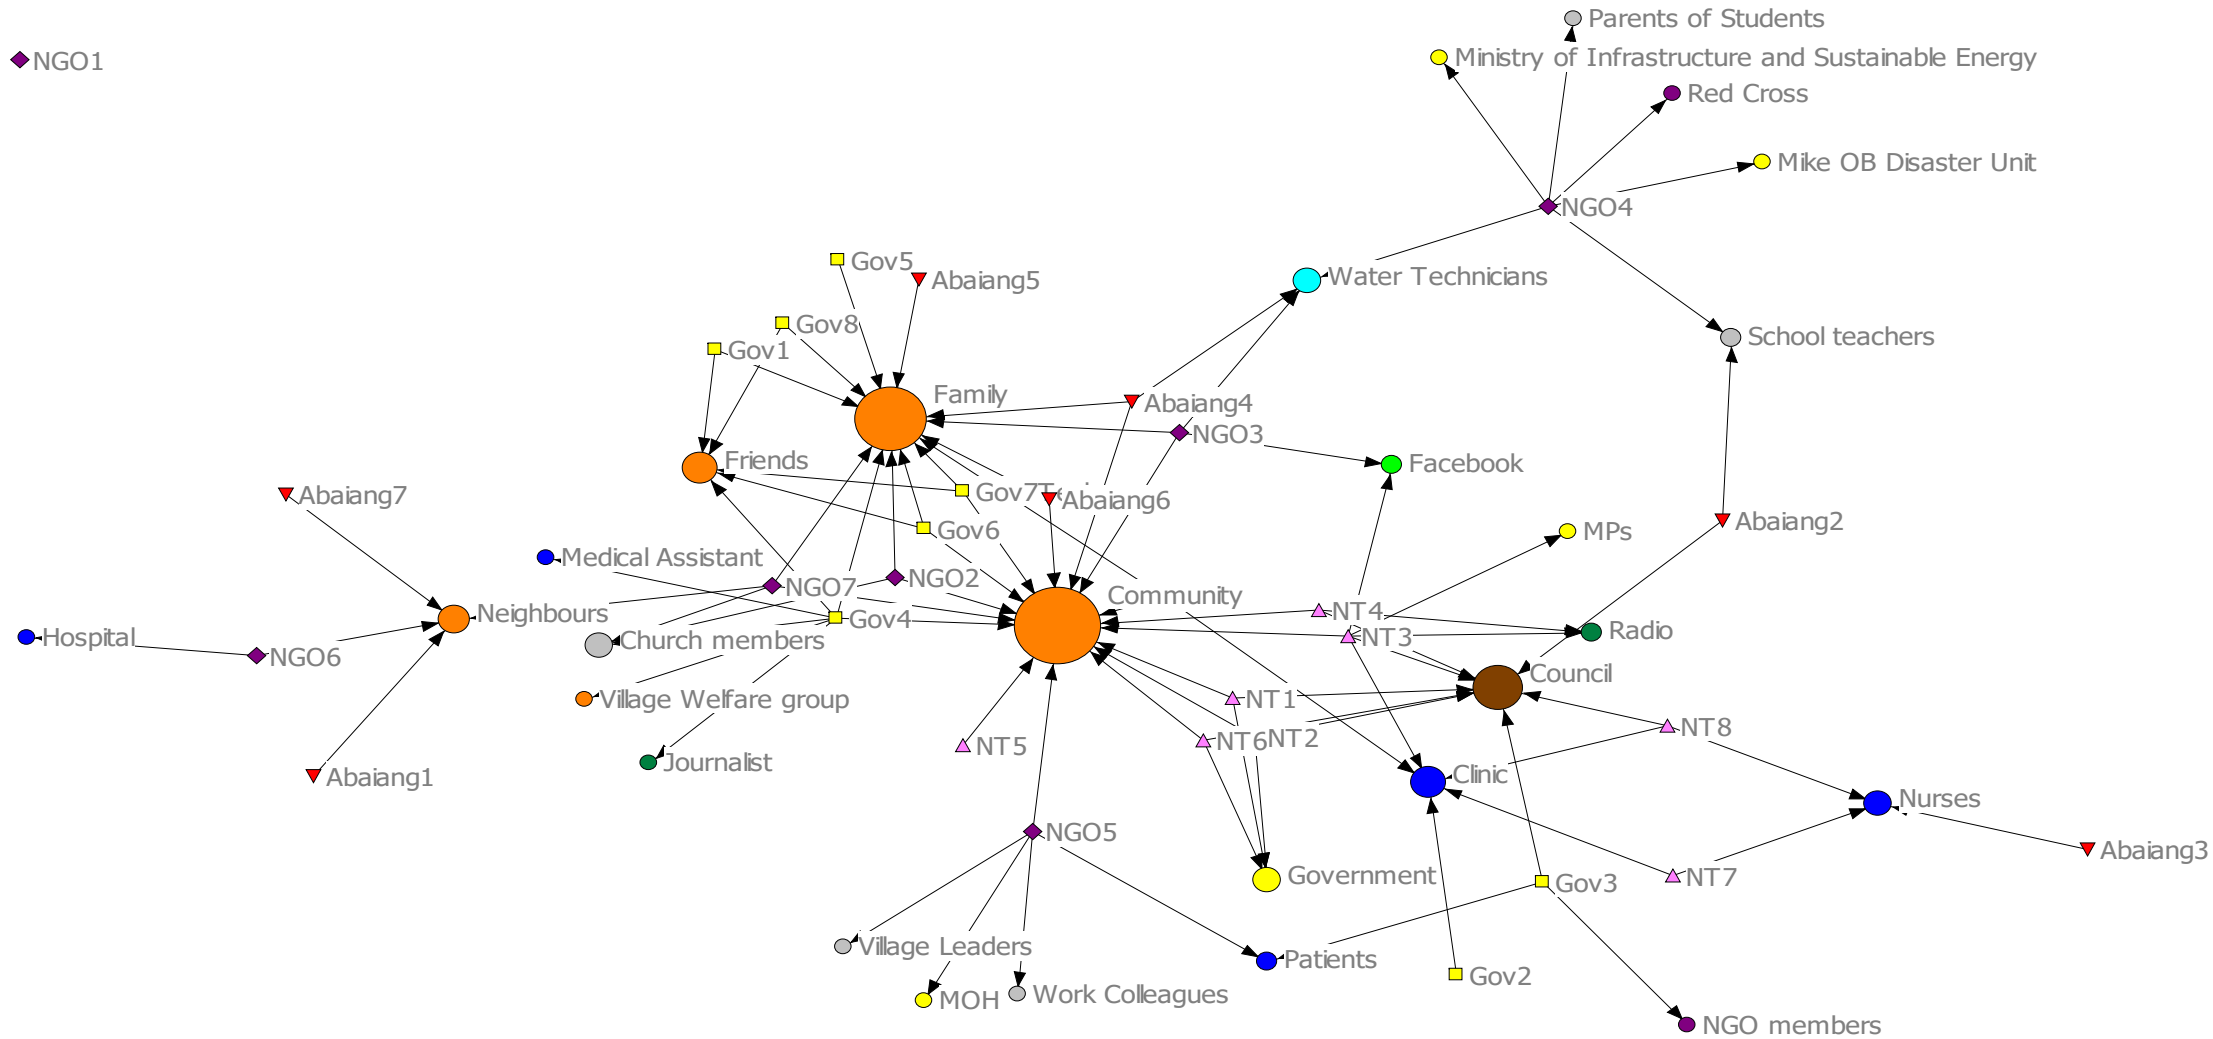 Parents of Students
NGO1
Ministry of Infrastructure and Sustainable Energy
Red Cross
Mike OB Disaster Unit
NGO4
Gov5
Abaiang5
Water Technicians
Gov8
School teachers
Gov1
Family
Abaiang4
NGO3
Friends
Facebook
Abaiang7
Gov7
Abaiang6
Abaiang2
Gov6
MPs
Medical Assistant
NGO2
NGO7
Community
Neighbours
NT4
Gov4
Radio
Hospital
NT3
Church members
NGO6
Council
Village Welfare group
NT1
NT8
NT5
NT6
NT2
Journalist
Clinic
Abaiang1
Nurses
NGO5
Abaiang3
Government
NT7
Gov3
Village Leaders
Patients
Gov2
MOH
Work Colleagues
NGO members